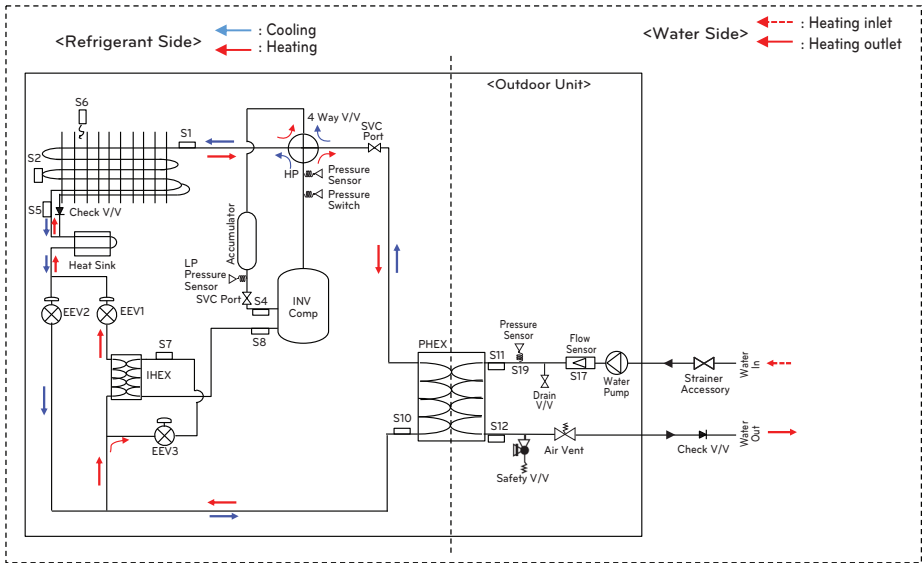 <Refrigerant Side>
: Cooling
: Heating
<Water Side>
: Heating inlet
: Heating outlet
<Outdoor Unit>
S6
S1
4 Way V/V
SVC
Port
S2
HP
Pressure
Sensor
Pressure
Switch
S5
Check V/V
Heat Sink
Accumulator
LP
Pressure
Sensor
SVC Port
S4
INV
Comp
S8
EEV2
EEV1
S7
IHEX
EEV3
PHEX
S10
S11
Pressure
Sensor
S19
Drain
V/V
Flow
Sensor
S17
Water
Pump
Strainer
Accessory
Water
In
S12
Safety V/V
Air Vent
Check V/V
Water
Out